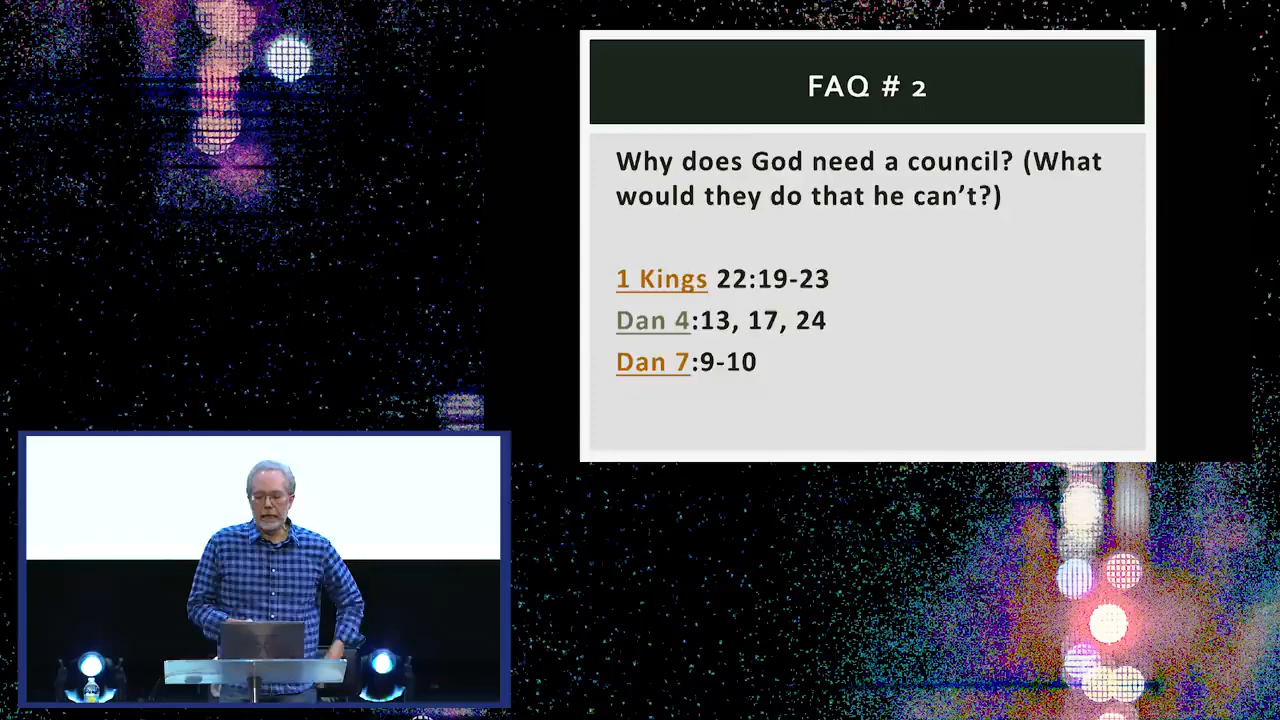 FAQ # 2
Why does God need a council? (What
would they do that he can’t?)
1 Kings 22:19-23
Dan 4:13, 17, 24
Dan 7:9-10